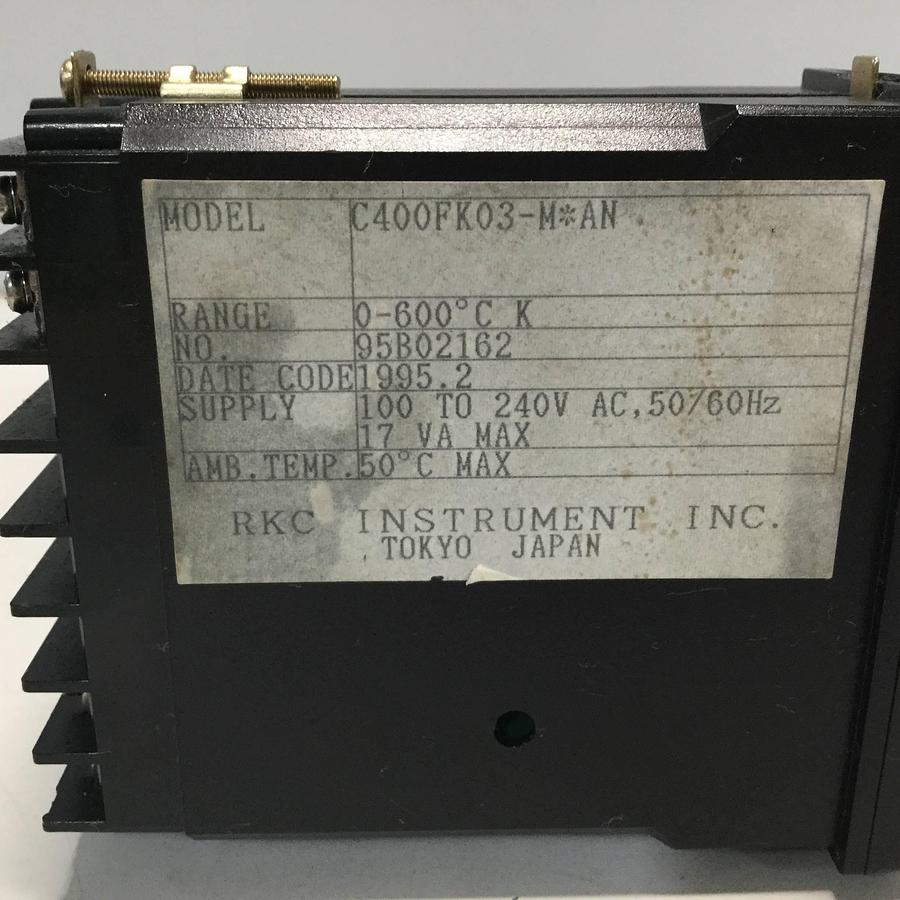 MODEL C400FK03-M*AN
RANGE 0-600°C K
NO. 95B02162
DATE CODE 1995.2
SUPPLY 100 TO 240V AC,50/60Hz
17 VA MAX
AMB.TEMP. 50°C MAX
RKC INSTRUMENT INC.
TOKYO JAPAN